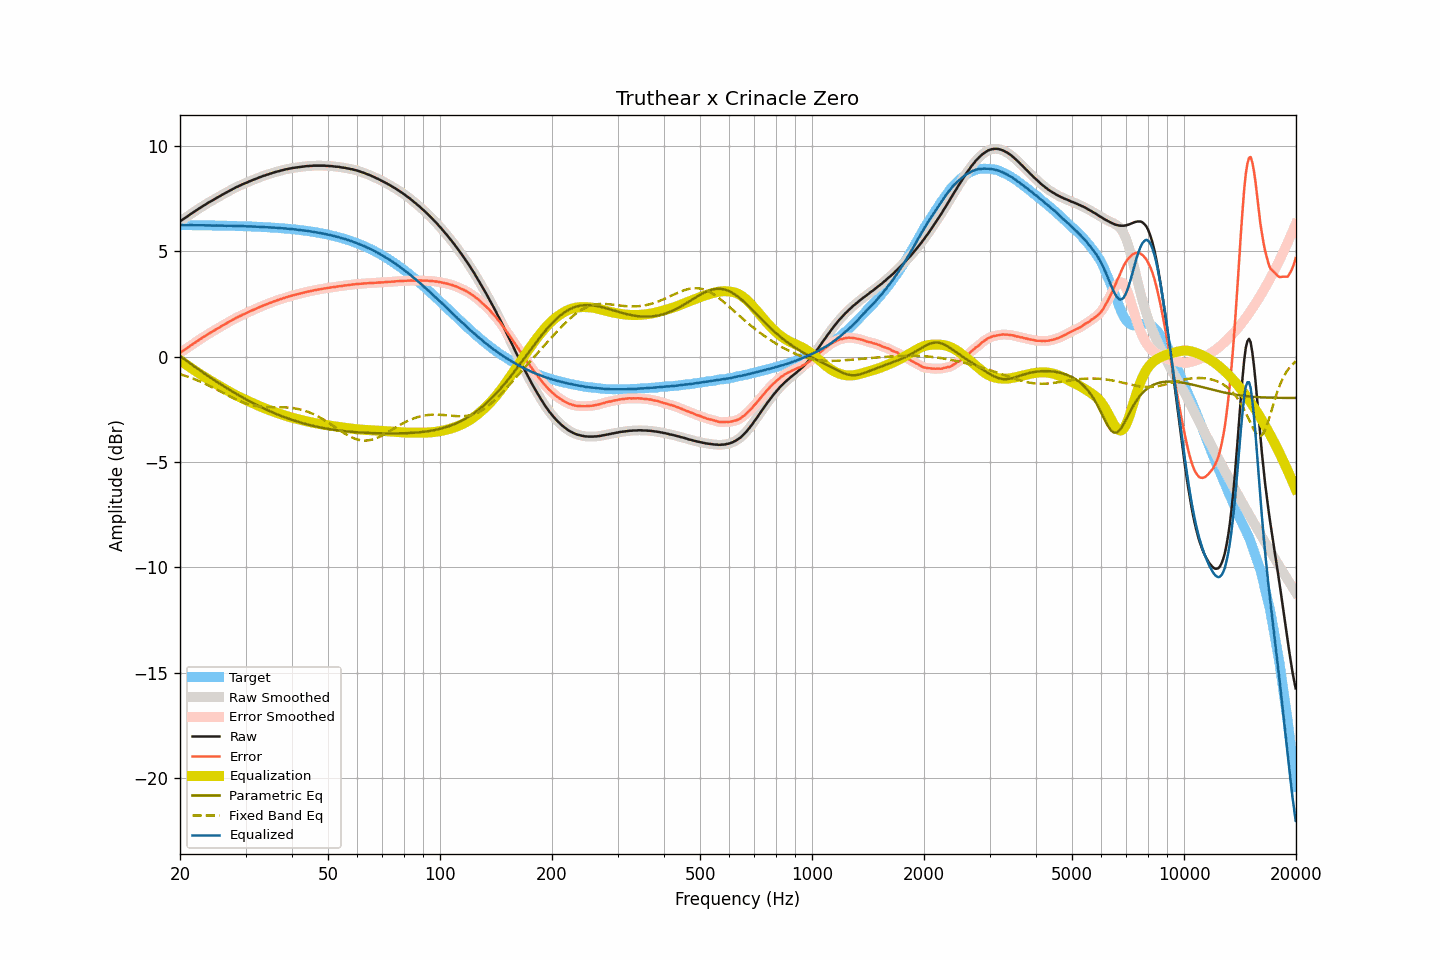 Truthear x Crinacle Zero
Amplitude (dBr)
10
5
0
−5
−10
−15
−20
Target
Raw Smoothed
Error Smoothed
Raw
Error
Equalization
Parametric Eq
Fixed Band Eq
Equalized
20 50 100 200 500 1000 2000 5000 10000 20000
Frequency (Hz)